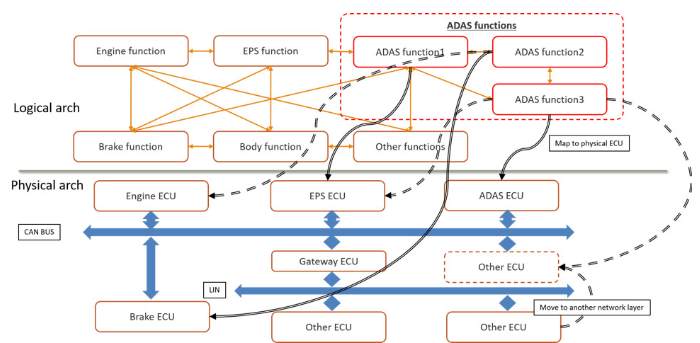 ADAS functions
Engine function
EPS function
ADAS function1
ADAS function2
ADAS function3
Logical arch
Brake function
Body function
Other functions
Map to physical ECU
Physical arch
Engine ECU
EPS ECU
ADAS ECU
CAN BUS
Gateway ECU
Other ECU
LIN
Move to another network layer
Brake ECU
Other ECU
Other ECU